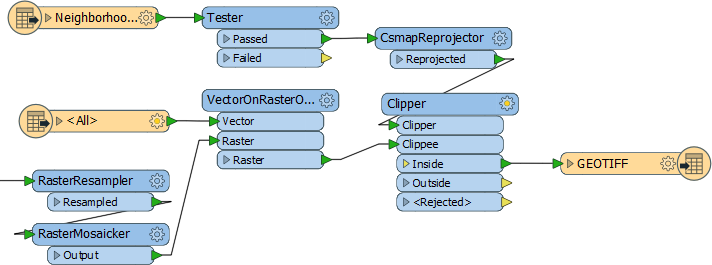 Neighborhoo...
Tester
Passed
Failed
CsmapReprojector
Reprojected
<All>
VectorOnRasterO...
Vector
Raster
Raster
Clipper
Clipper
Clippee
Inside
Outside
<Rejected>
GEOTIFF
RasterResampler
Resampled
RasterMosaicker
Output